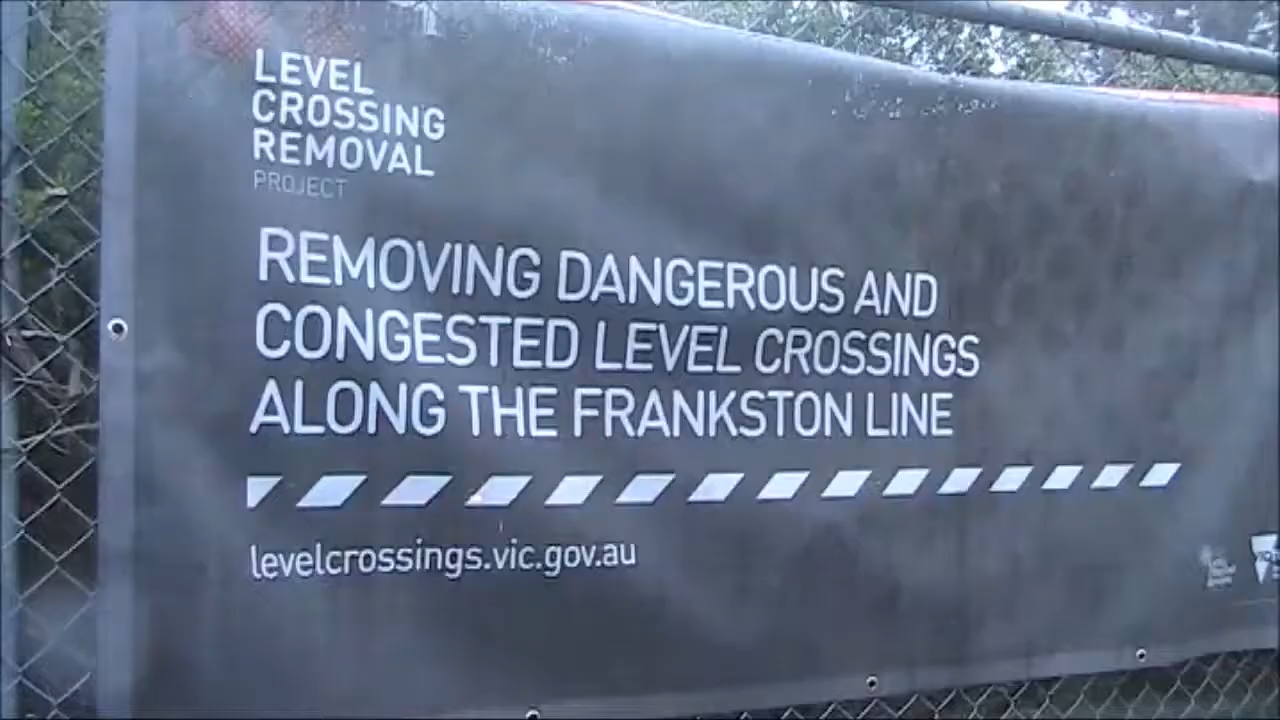 LEVEL
CROSSING
REMOVAL
PROJECT
REMOVING DANGEROUS AND
CONGESTED LEVEL CROSSINGS
ALONG THE FRANKSTON LINE
levelcrossings.vic.gov.au